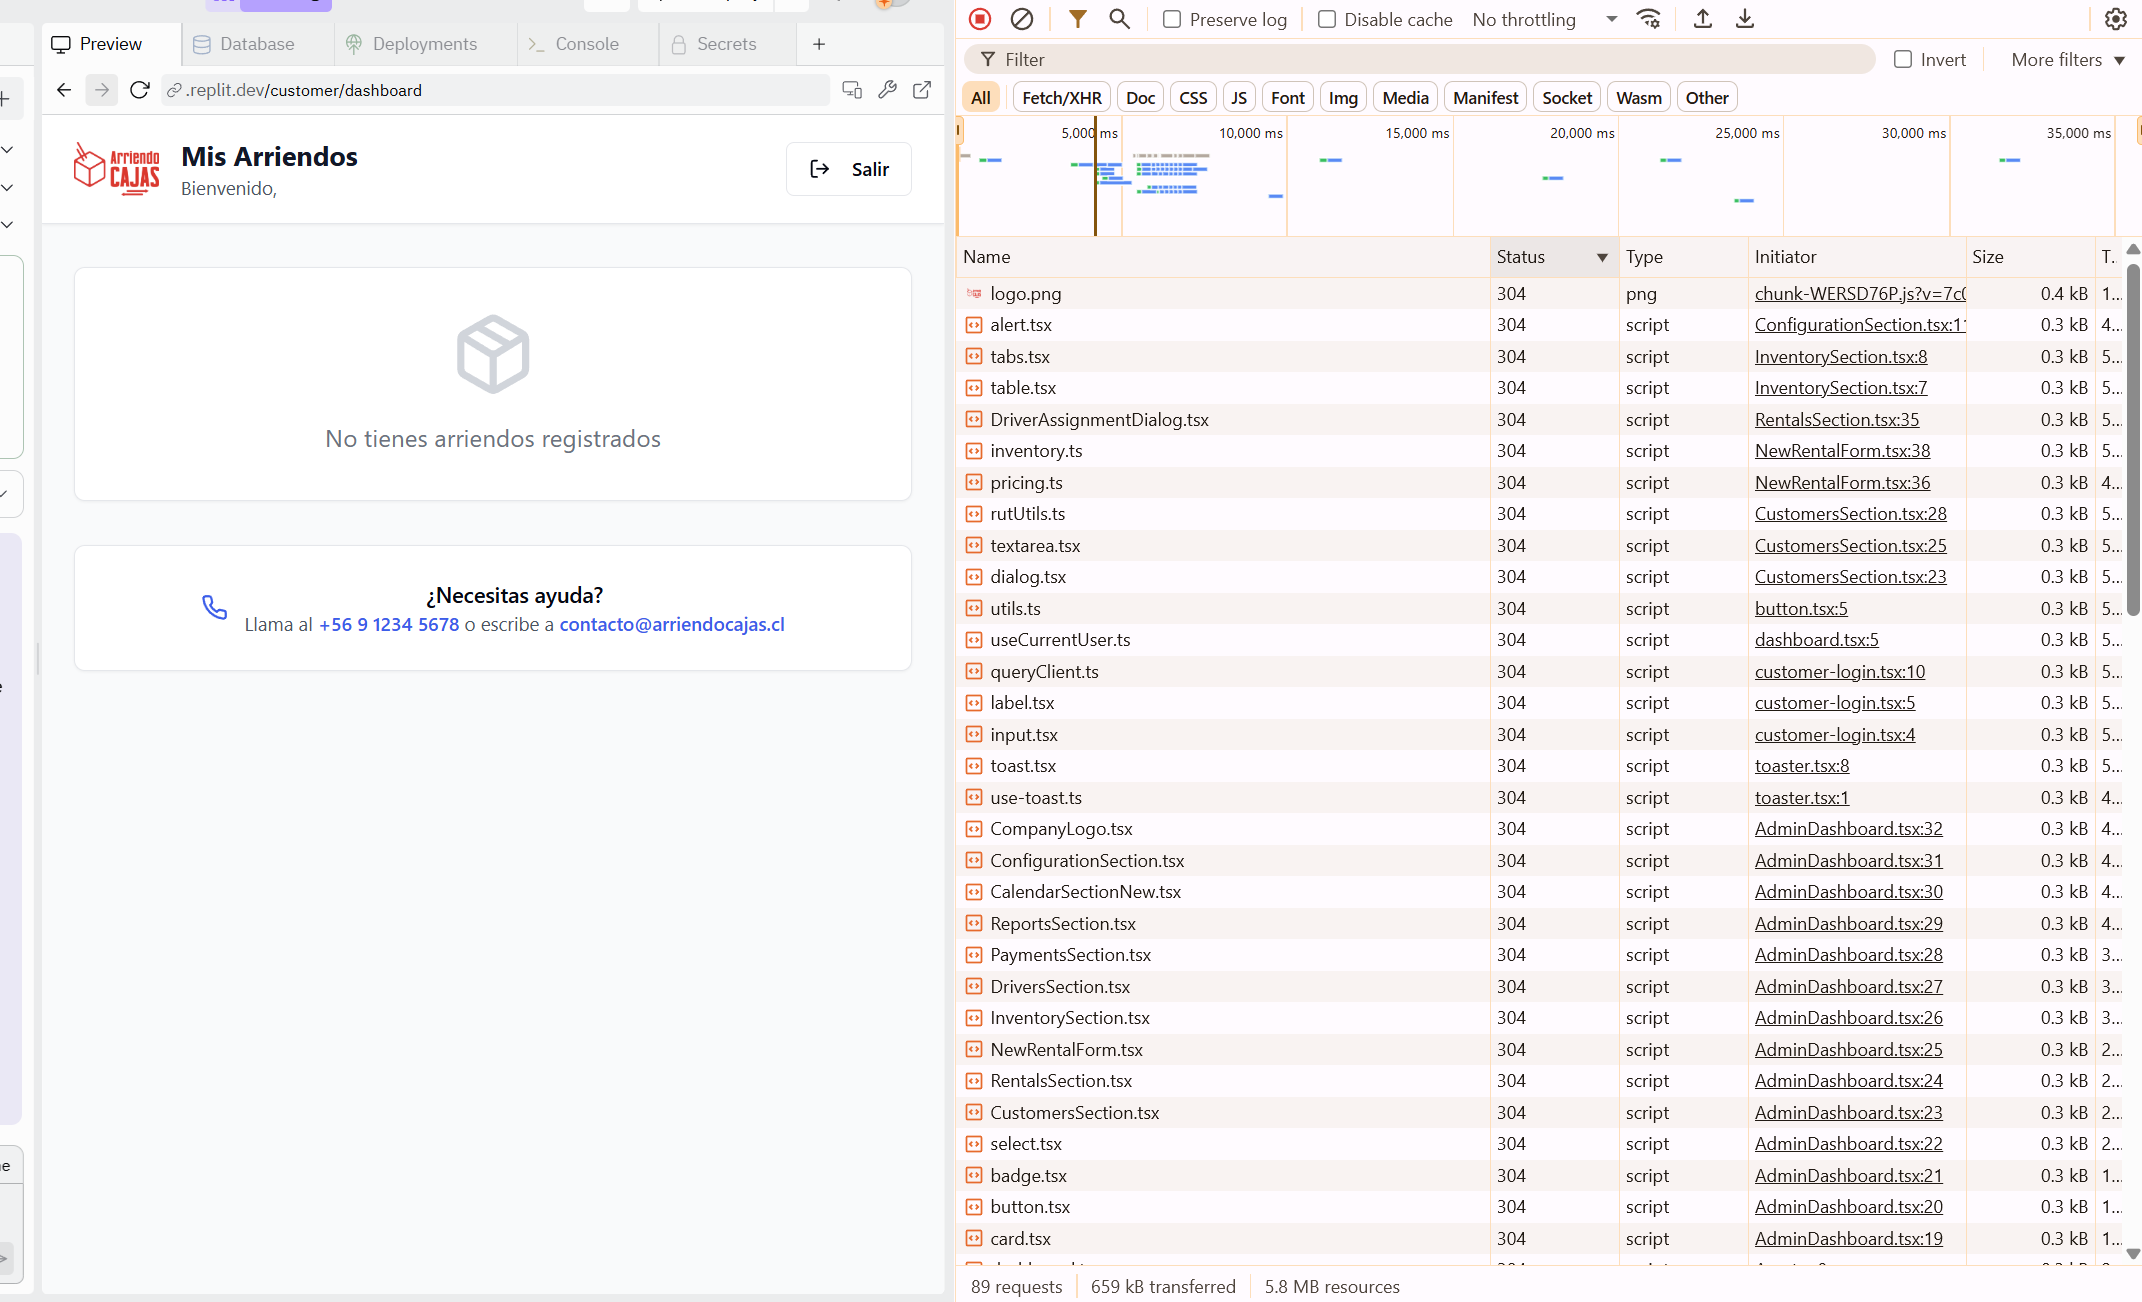 Preview
Database
Deployments
Console
Secrets
.replit.dev/customer/dashboard
Arriendo
CAJAS
Mis Arriendos
Bienvenido,
Salir
No tienes arriendos registrados
¿Necesitas ayuda?
Llama al +56 9 1234 5678 o escribe a contacto@arriendocajas.cl
Preserve log
Disable cache
No throttling
Filter
Invert
More filters
All Fetch/XHR Doc CSS JS Font Img Media Manifest Socket Wasm Other
5,000 ms 10,000 ms 15,000 ms 20,000 ms 25,000 ms 30,000 ms 35,000 ms
Name Status Type Initiator Size T..
logo.png 304 png chunk-WERSD76P.js?v=7c 0.4 kB 1...
alert.tsx 304 script ConfigurationSection.tsx:11 0.3 kB 4...
tabs.tsx 304 script InventorySection.tsx:8 0.3 kB 5...
table.tsx 304 script InventorySection.tsx:7 0.3 kB 5...
DriverAssignmentDialog.tsx 304 script RentalsSection.tsx:35 0.3 kB 5...
inventory.ts 304 script NewRentalForm.tsx:38 0.3 kB 5...
pricing.ts 304 script NewRentalForm.tsx:36 0.3 kB 4...
rutUtils.ts 304 script CustomersSection.tsx:28 0.3 kB 5...
textarea.tsx 304 script CustomersSection.tsx:25 0.3 kB 5...
dialog.tsx 304 script CustomersSection.tsx:23 0.3 kB 5...
utils.ts 304 script button.tsx:5 0.3 kB 5...
useCurrentUser.ts 304 script dashboard.tsx:5 0.3 kB 5...
queryClient.ts 304 script customer-login.tsx:10 0.3 kB 5...
label.tsx 304 script customer-login.tsx:5 0.3 kB 5...
input.tsx 304 script customer-login.tsx:4 0.3 kB 5...
toast.tsx 304 script toaster.tsx:8 0.3 kB 5...
use-toast.ts 304 script toaster.tsx:1 0.3 kB 4...
CompanyLogo.tsx 304 script AdminDashboard.tsx:32 0.3 kB 4...
ConfigurationSection.tsx 304 script AdminDashboard.tsx:31 0.3 kB 4...
CalendarSectionNew.tsx 304 script AdminDashboard.tsx:30 0.3 kB 4...
ReportsSection.tsx 304 script AdminDashboard.tsx:29 0.3 kB 4...
PaymentsSection.tsx 304 script AdminDashboard.tsx:28 0.3 kB 3...
DriversSection.tsx 304 script AdminDashboard.tsx:27 0.3 kB 3...
InventorySection.tsx 304 script AdminDashboard.tsx:26 0.3 kB 3...
NewRentalForm.tsx 304 script AdminDashboard.tsx:25 0.3 kB 2...
RentalsSection.tsx 304 script AdminDashboard.tsx:24 0.3 kB 2...
CustomersSection.tsx 304 script AdminDashboard.tsx:23 0.3 kB 2...
select.tsx 304 script AdminDashboard.tsx:22 0.3 kB 2...
badge.tsx 304 script AdminDashboard.tsx:21 0.3 kB 1...
button.tsx 304 script AdminDashboard.tsx:20 0.3 kB 1...
card.tsx 304 script AdminDashboard.tsx:19 0.3 kB 1...
89 requests 659 kB transferred 5.8 MB resources